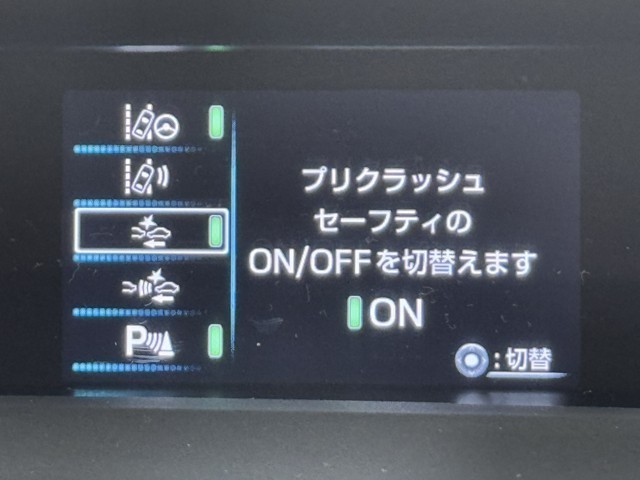 プリクラッシュ
セーフティの
ON/OFFを切替えます
ON
:切替
P